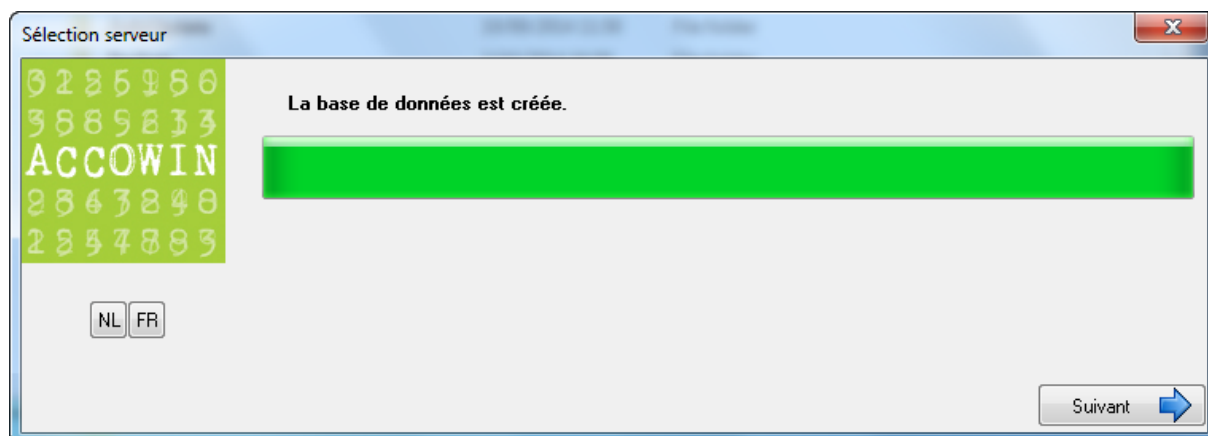 Sélection serveur
ACCOWIN
La base de données est créée.
NL FR
Suivant